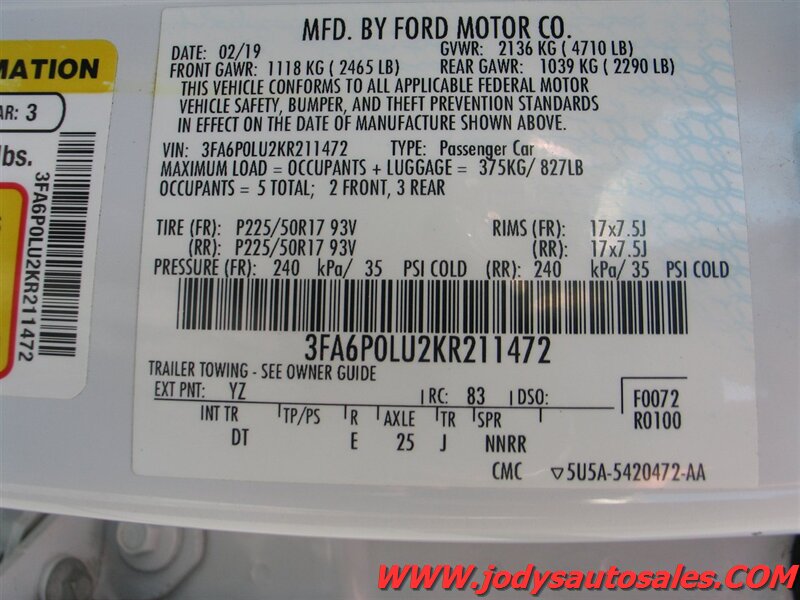 MFD. BY FORD MOTOR CO.
DATE: 02/19 GVWR: 2136 KG ( 4710 LB)
FRONT GAWR: 1118 KG ( 2465 LB) REAR GAWR: 1039 KG ( 2290 LB)
THIS VEHICLE CONFORMS TO ALL APPLICABLE FEDERAL MOTOR
VEHICLE SAFETY, BUMPER, AND THEFT PREVENTION STANDARDS
IN EFFECT ON THE DATE OF MANUFACTURE SHOWN ABOVE.
VIN: 3FA6P0LU2KR211472 TYPE: Passenger Car
MAXIMUM LOAD = OCCUPANTS + LUGGAGE = 375KG/ 827LB
OCCUPANTS = 5 TOTAL; 2 FRONT, 3 REAR
TIRE (FR): P225/50R17 93V RIMS (FR): 17x7.5J
(RR): P225/50R17 93V (RR): 17x7.5J
PRESSURE (FR): 240 kPa/ 35 PSI COLD (RR): 240 kPa/ 35 PSI COLD
3FA6P0LU2KR211472
TRAILER TOWING - SEE OWNER GUIDE
EXT PNT: YZ RC: 83 DSO: F0072
INT TR TP/PS R AXLE TR SPR R0100
DT E 25 J NNRR
CMC ▽5U5A-5420472-AA
MATION
AR: 3
lbs.
3FA6P0LU2KR211472
WWW.jodysautosales.COM